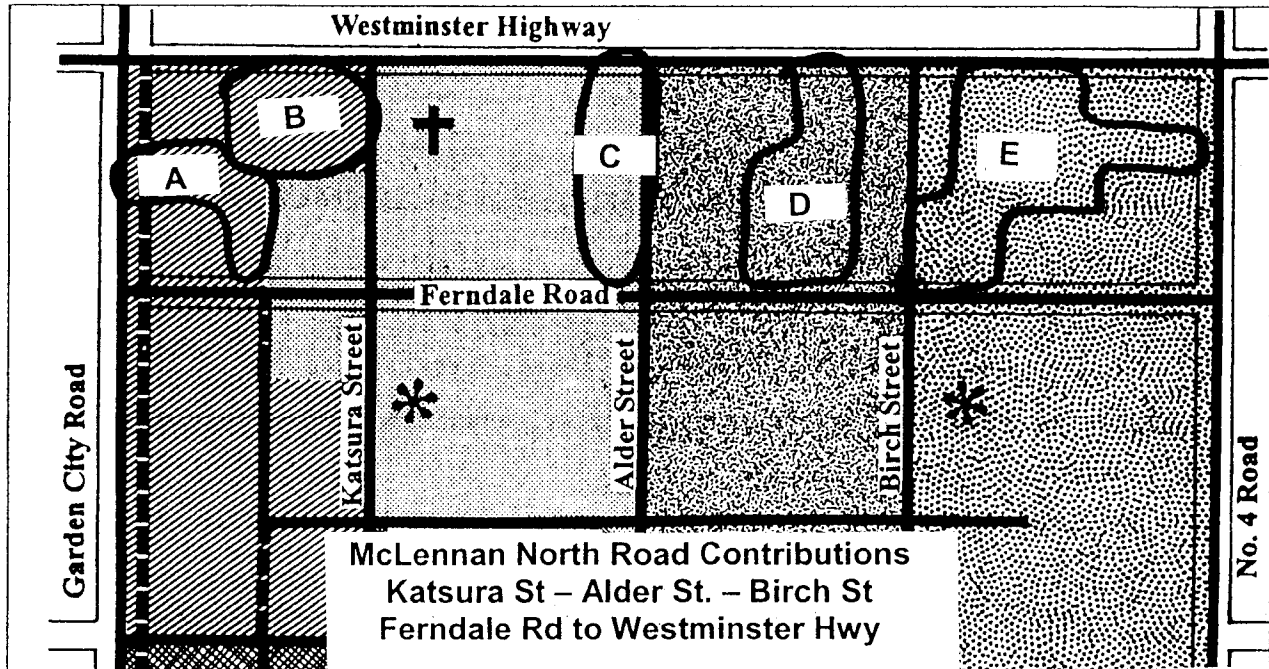 Westminster Highway
B
A
C
D
E
Ferndale Road
Garden City Road
Katsura Street
Alder Street
Birch Street
No. 4 Road
McLennan North Road Contributions
Katsura St – Alder St. – Birch St
Ferndale Rd to Westminster Hwy